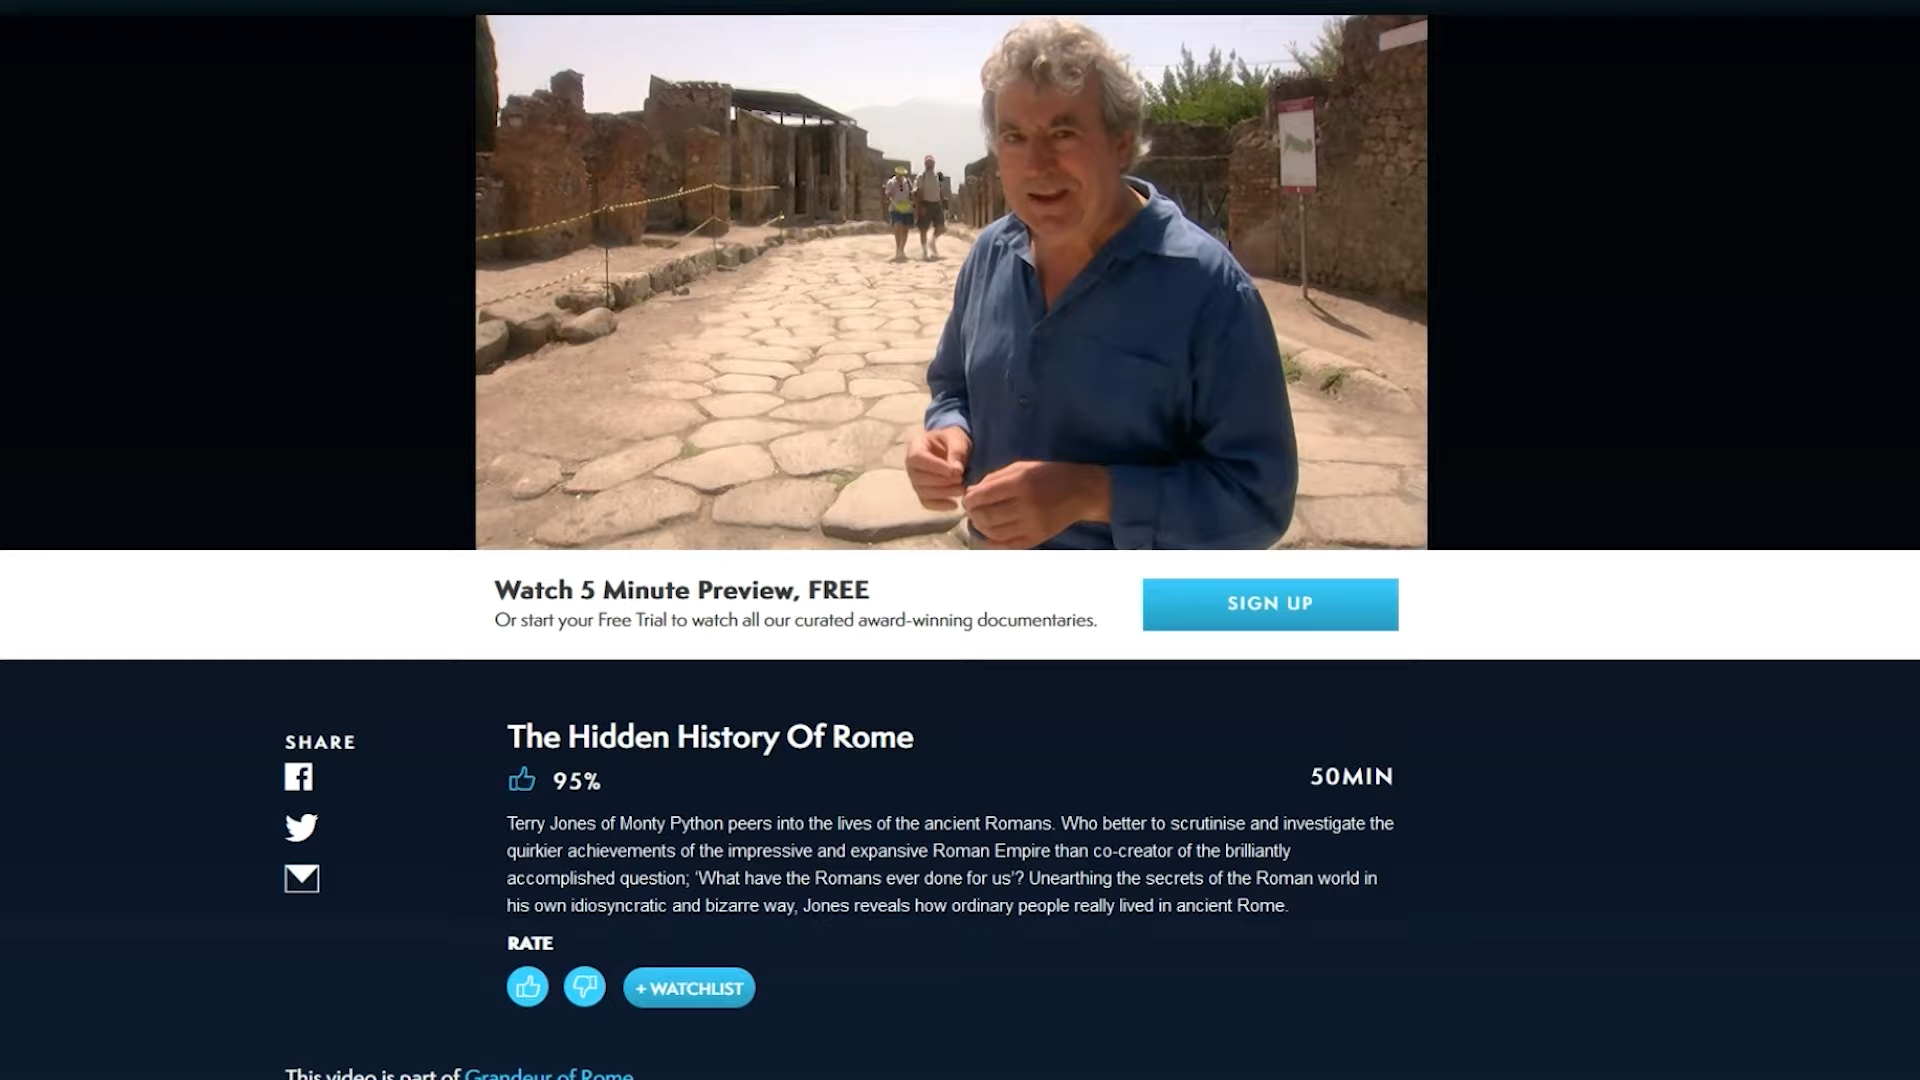 Watch 5 Minute Preview, FREE
Or start your Free Trial to watch all our curated award-winning documentaries.
SIGN UP
SHARE
The Hidden History Of Rome
95%
50MIN
Terry Jones of Monty Python peers into the lives of the ancient Romans. Who better to scrutinise and investigate the
quirkier achievements of the impressive and expansive Roman Empire than co-creator of the brilliantly
accomplished question; ‘What have the Romans ever done for us’? Unearthing the secrets of the Roman world in
his own idiosyncratic and bizarre way, Jones reveals how ordinary people really lived in ancient Rome.
RATE
+ WATCHLIST
This video is part of Grandeur of Rome